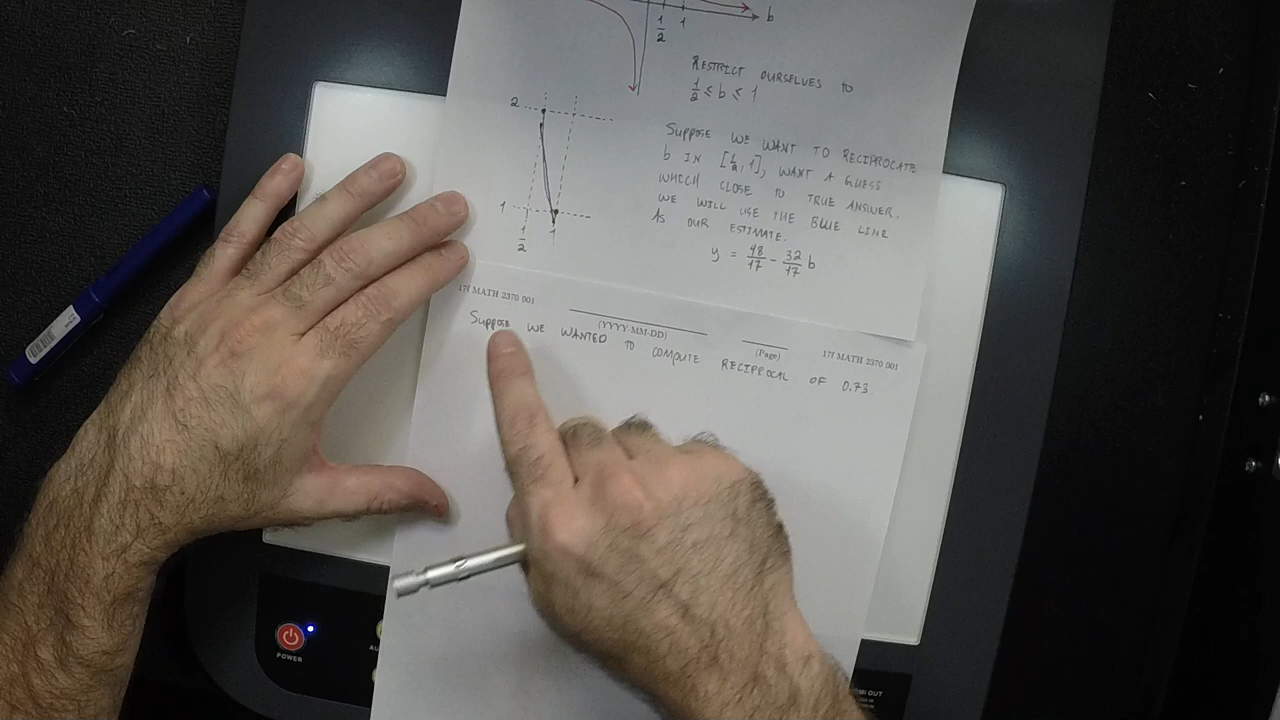 b
1/2 1
RESTRICT OURSELVES TO
1/2 ≤ b ≤ 1
2
1
1/2 1
SUPPOSE WE WANT TO RECIPROCATE
b IN [1/2, 1], WANT A GUESS
WHICH CLOSE TO TRUE ANSWER.
WE WILL USE THE BLUE LINE
AS OUR ESTIMATE.
y = 48/17 - 32/17 b
17f MATH 2370 001
(YYYY-MM-DD)
(Page)
17f MATH 2370 001
SUPPOSE WE WANTED TO COMPUTE RECIPROCAL OF 0.73
POWER